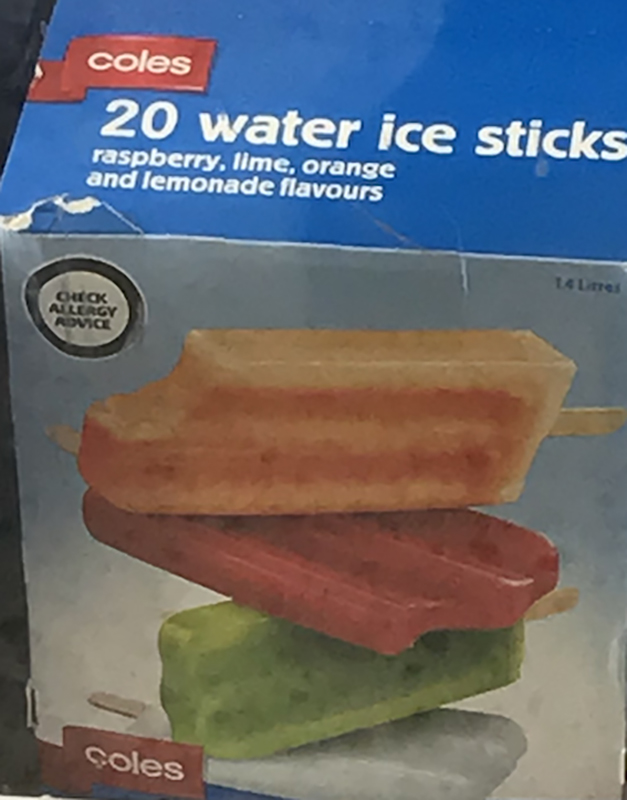 coles
20 water ice sticks
raspberry, lime, orange
and lemonade flavours
1.4 Litres
CHECK
ALLERGY
ADVICE
coles